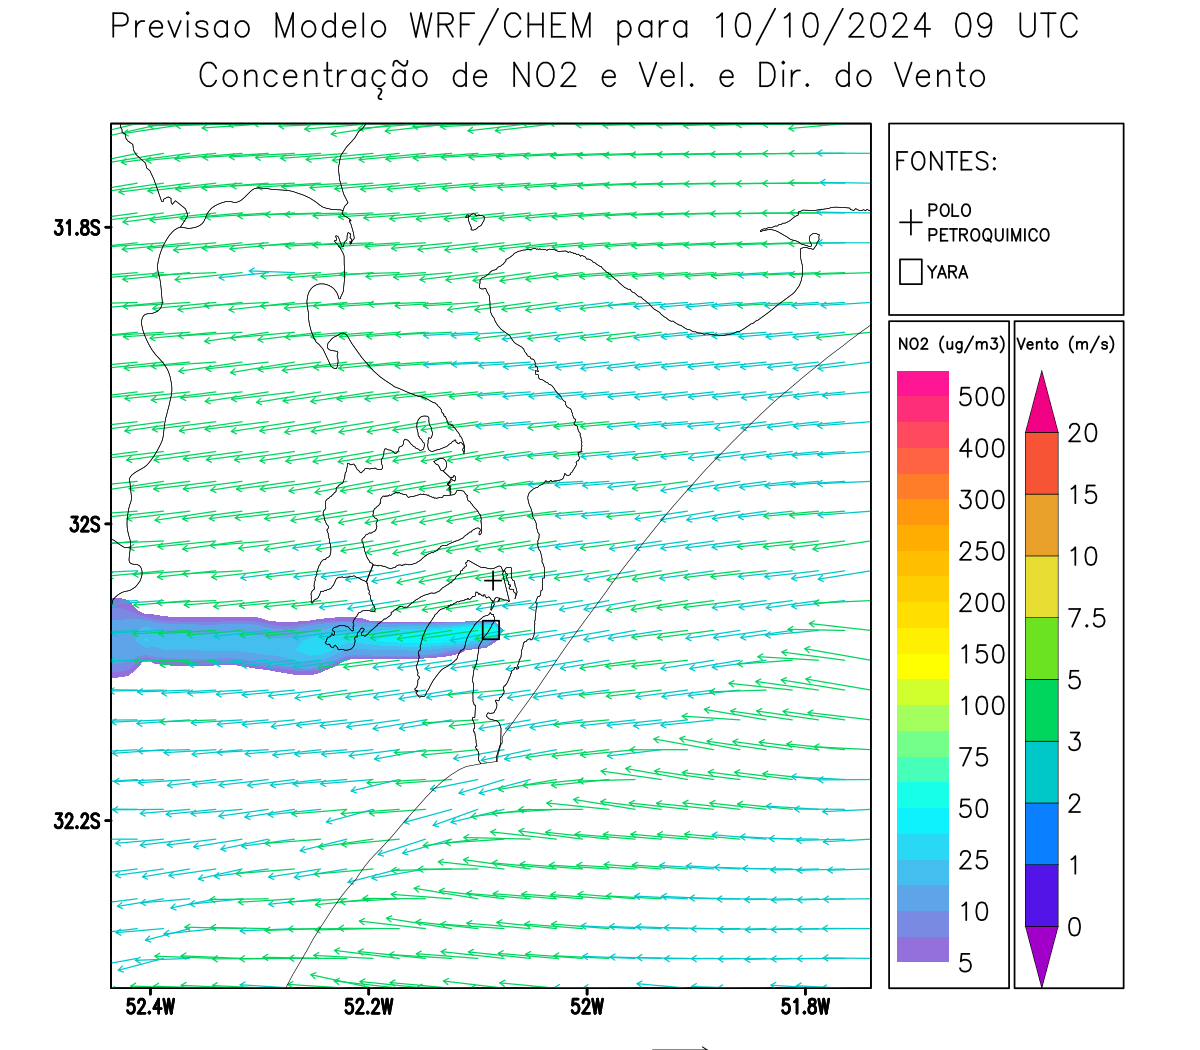 Previsao Modelo WRF/CHEM para 10/10/2024 09 UTC
Concentração de NO2 e Vel. e Dir. do Vento
FONTES:
POLO
PETROQUIMICO
YARA
NO2 (ug/m3)
500
400
300
250
200
150
100
75
50
25
10
5
Vento (m/s)
20
15
10
7.5
5
3
2
1
0
31.8S
32S
32.2S
52.4W
52.2W
52W
51.8W